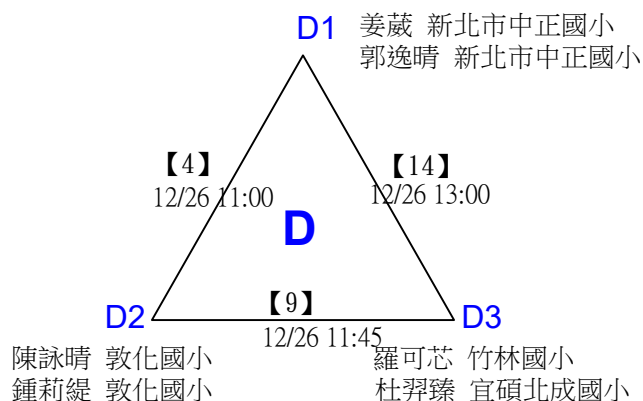 D1
姜葳 新北市中正國小
郭逸晴 新北市中正國小
【4】
12/26 11:00
【14】
12/26 13:00
D
【9】
12/26 11:45
D2
陳詠晴 敦化國小
鍾莉緹 敦化國小
D3
羅可芯 竹林國小
杜羿臻 宜碩北成國小